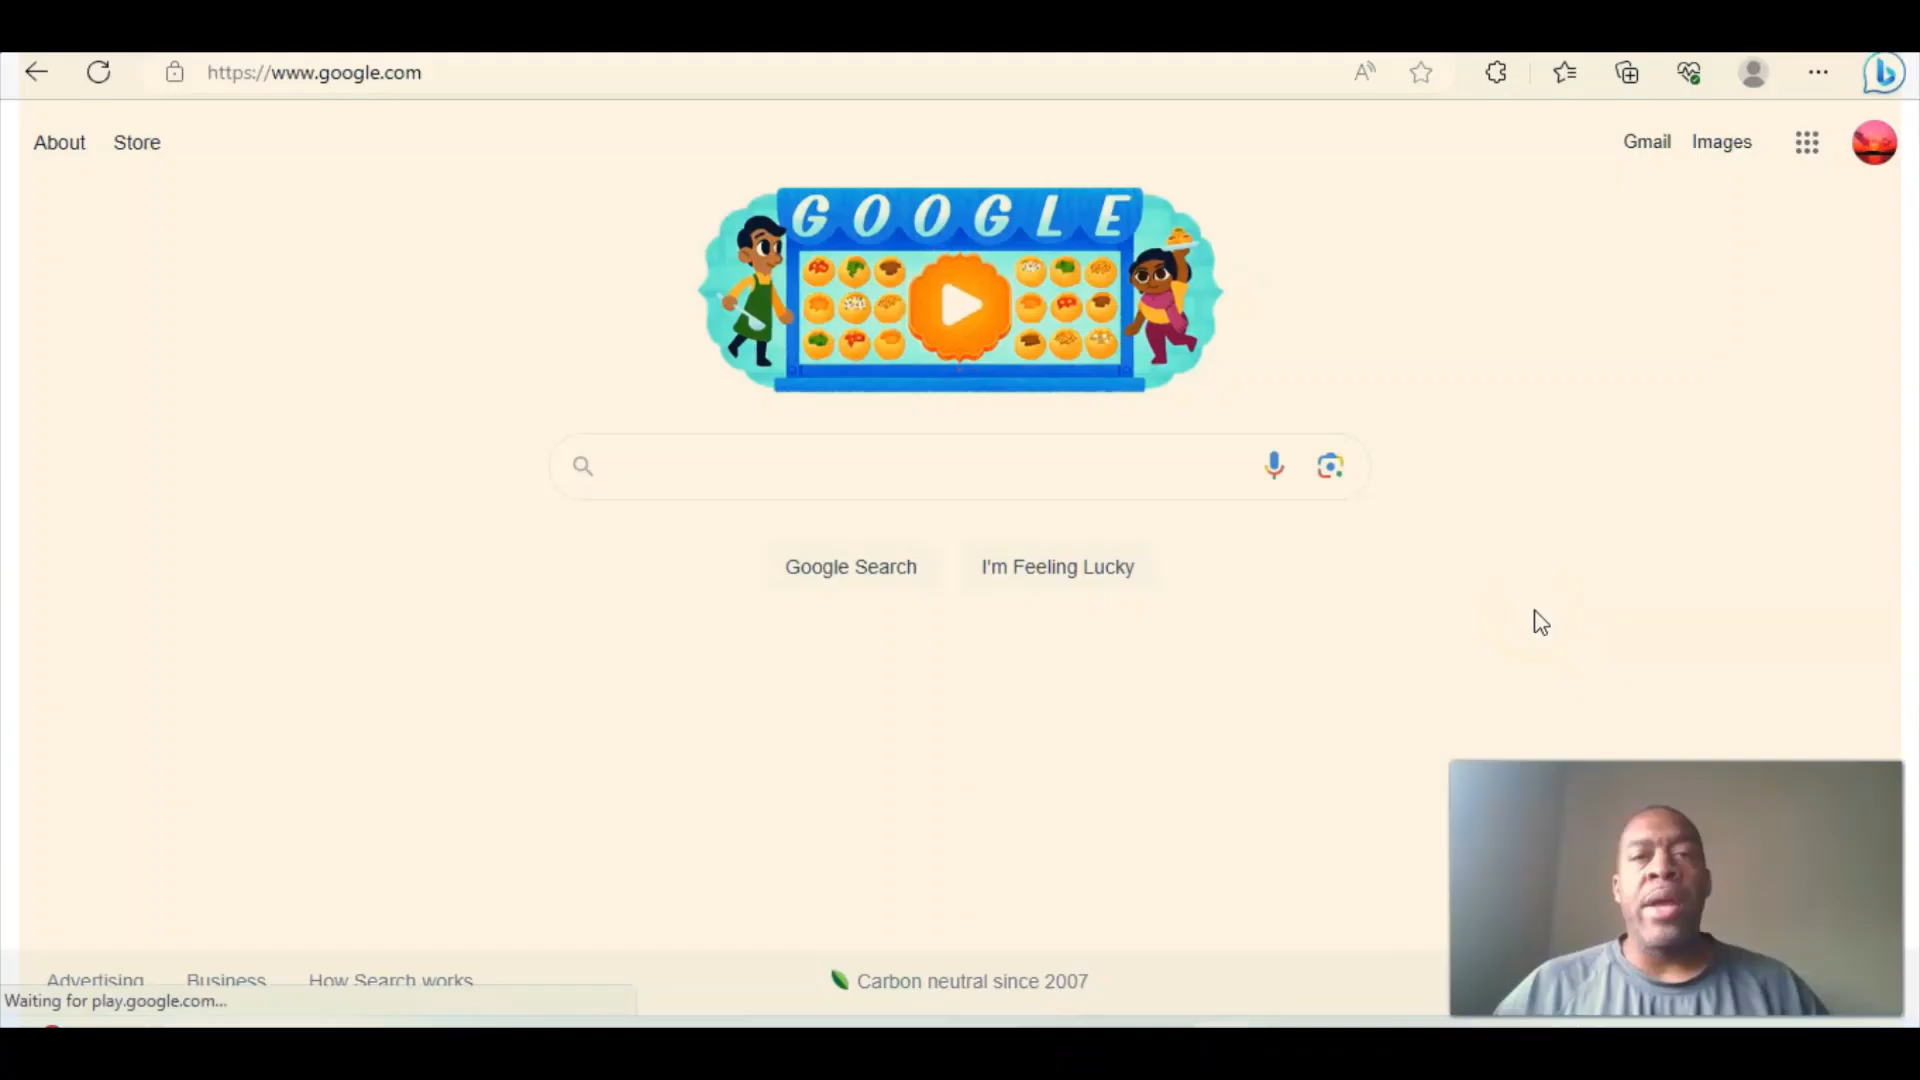 https://www.google.com
About Store
Gmail Images
GOOGLE
Google Search
I'm Feeling Lucky
Advertising Business How Search works
Carbon neutral since 2007
Waiting for play.google.com...